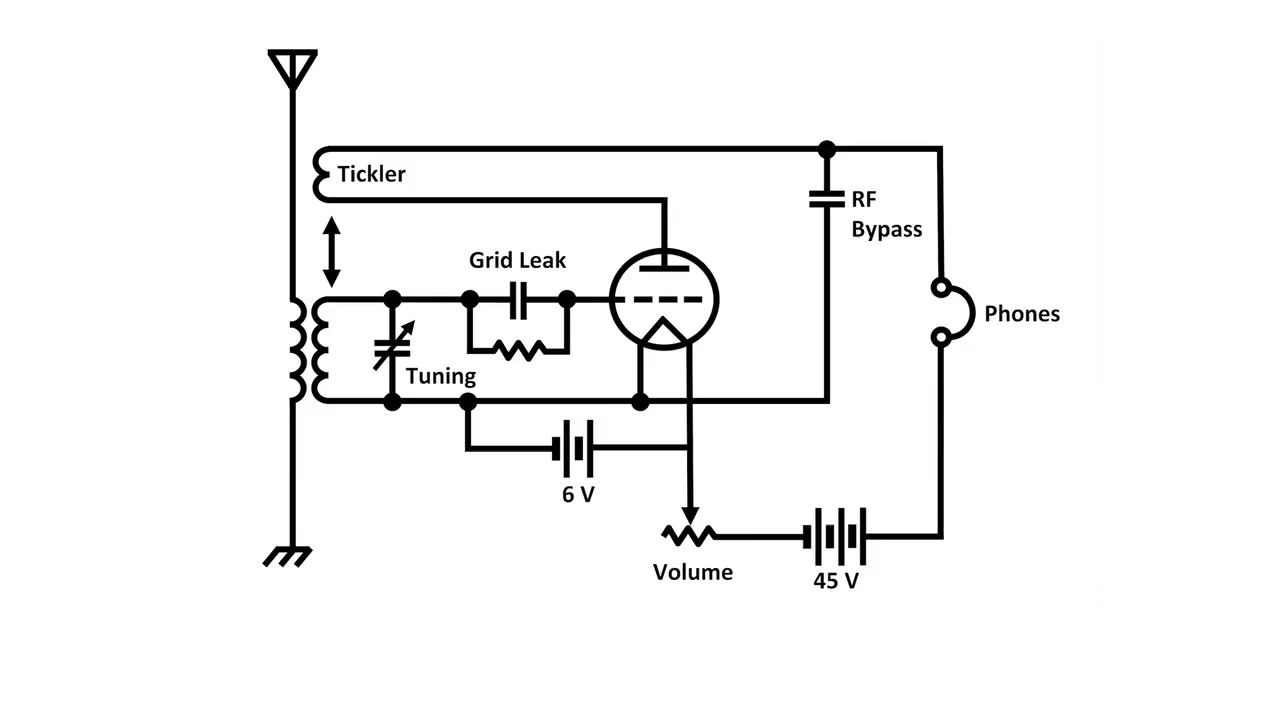 Tickler
RF
Bypass
Grid Leak
Phones
Tuning
6 V
Volume
45 V